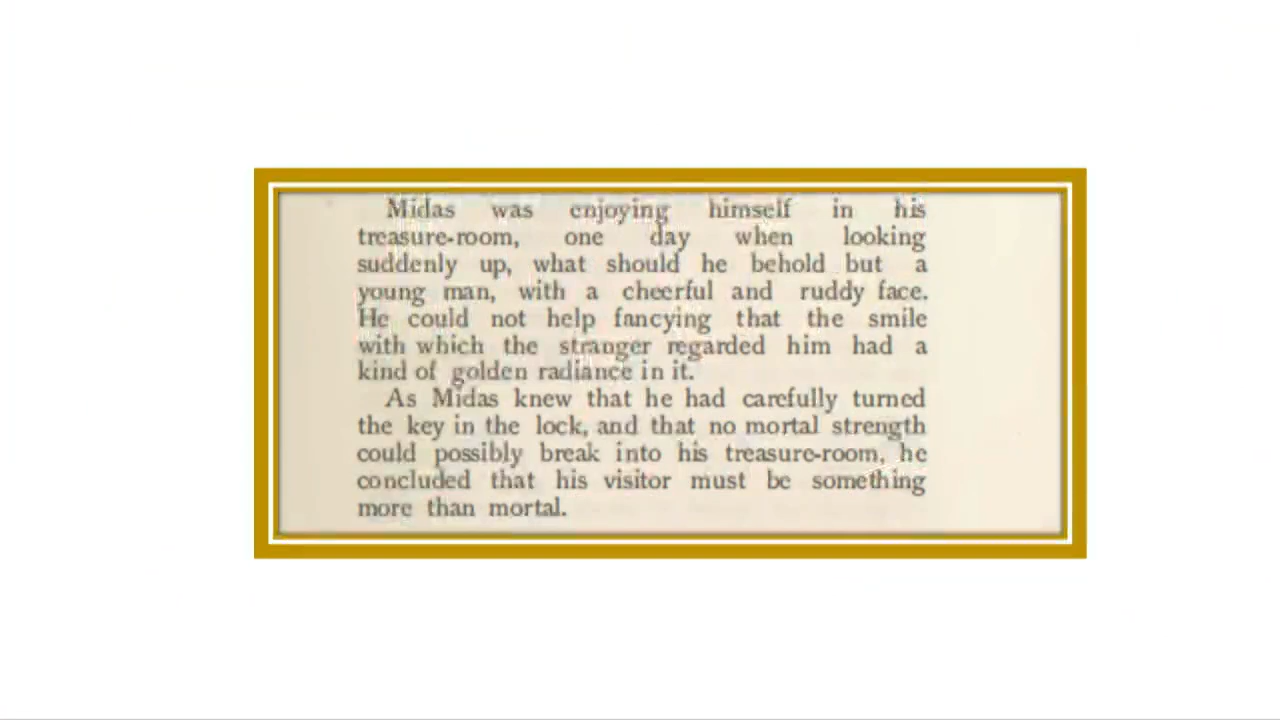 Midas was enjoying himself in his
treasure-room, one day when looking
suddenly up, what should he behold but a
young man, with a cheerful and ruddy face.
He could not help fancying that the smile
with which the stranger regarded him had a
kind of golden radiance in it.
As Midas knew that he had carefully turned
the key in the lock, and that no mortal strength
could possibly break into his treasure-room, he
concluded that his visitor must be something
more than mortal.